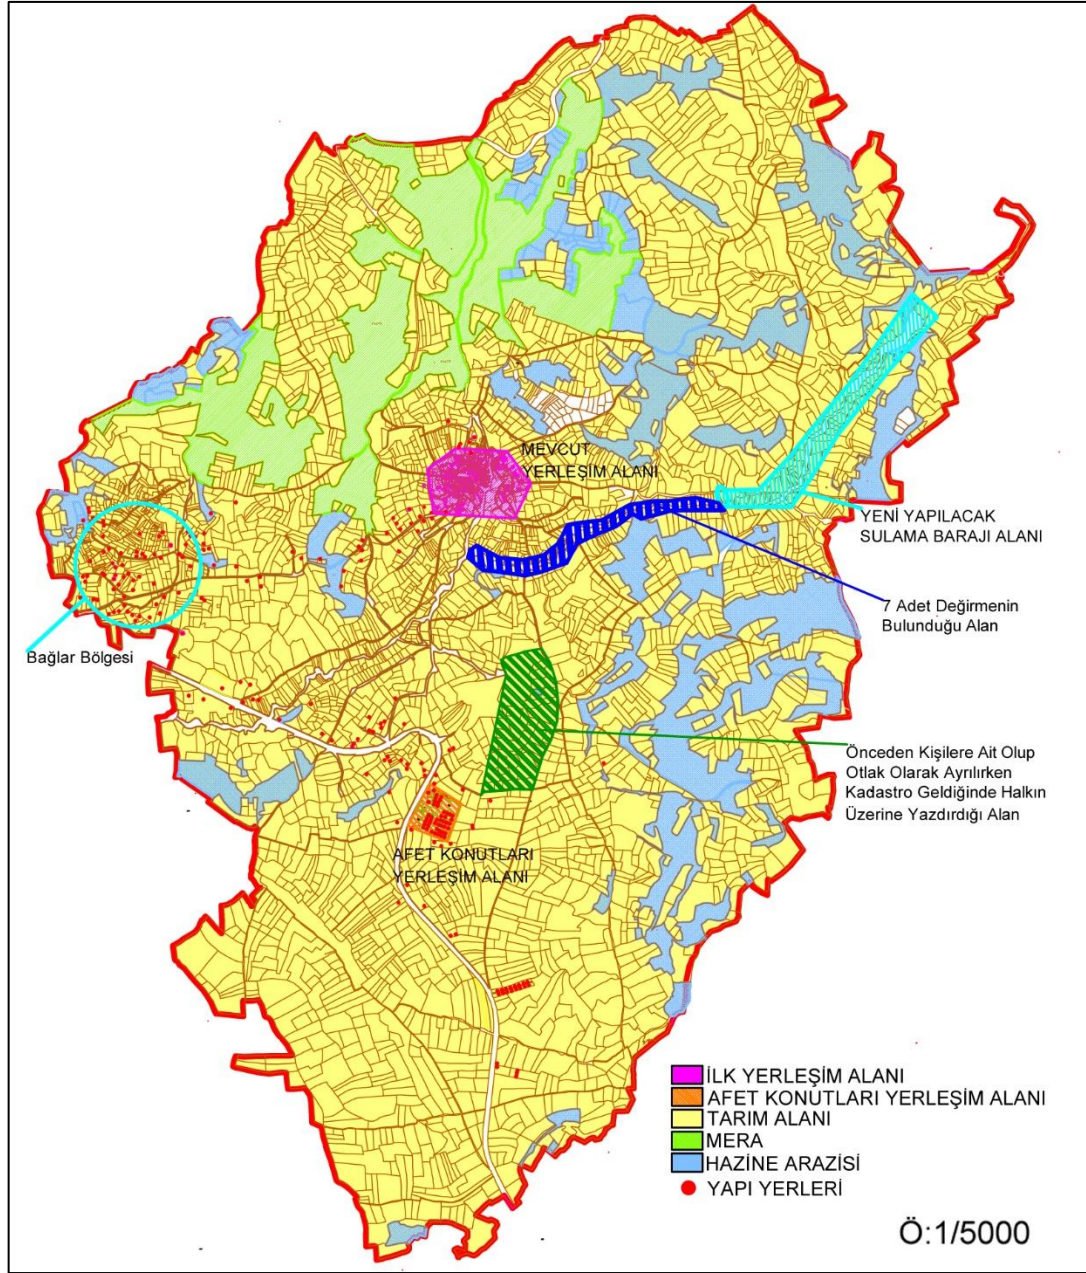 MEVCUT
YERLEŞİM ALANI
YENİ YAPILACAK
SULAMA BARAJI ALANI
7 Adet Değirmenin
Bulunduğu Alan
Bağlar Bölgesi
Önceden Kişilere Ait Olup
Otlak Olarak Ayrılırken
Kadastro Geldiğinde Halkın
Üzerine Yazdırdığı Alan
AFET KONUTLARI
YERLEŞİM ALANI
İLK YERLEŞİM ALANI
AFET KONUTLARI YERLEŞİM ALANI
TARIM ALANI
MERA
HAZİNE ARAZİSİ
YAPI YERLERİ
Ö:1/5000